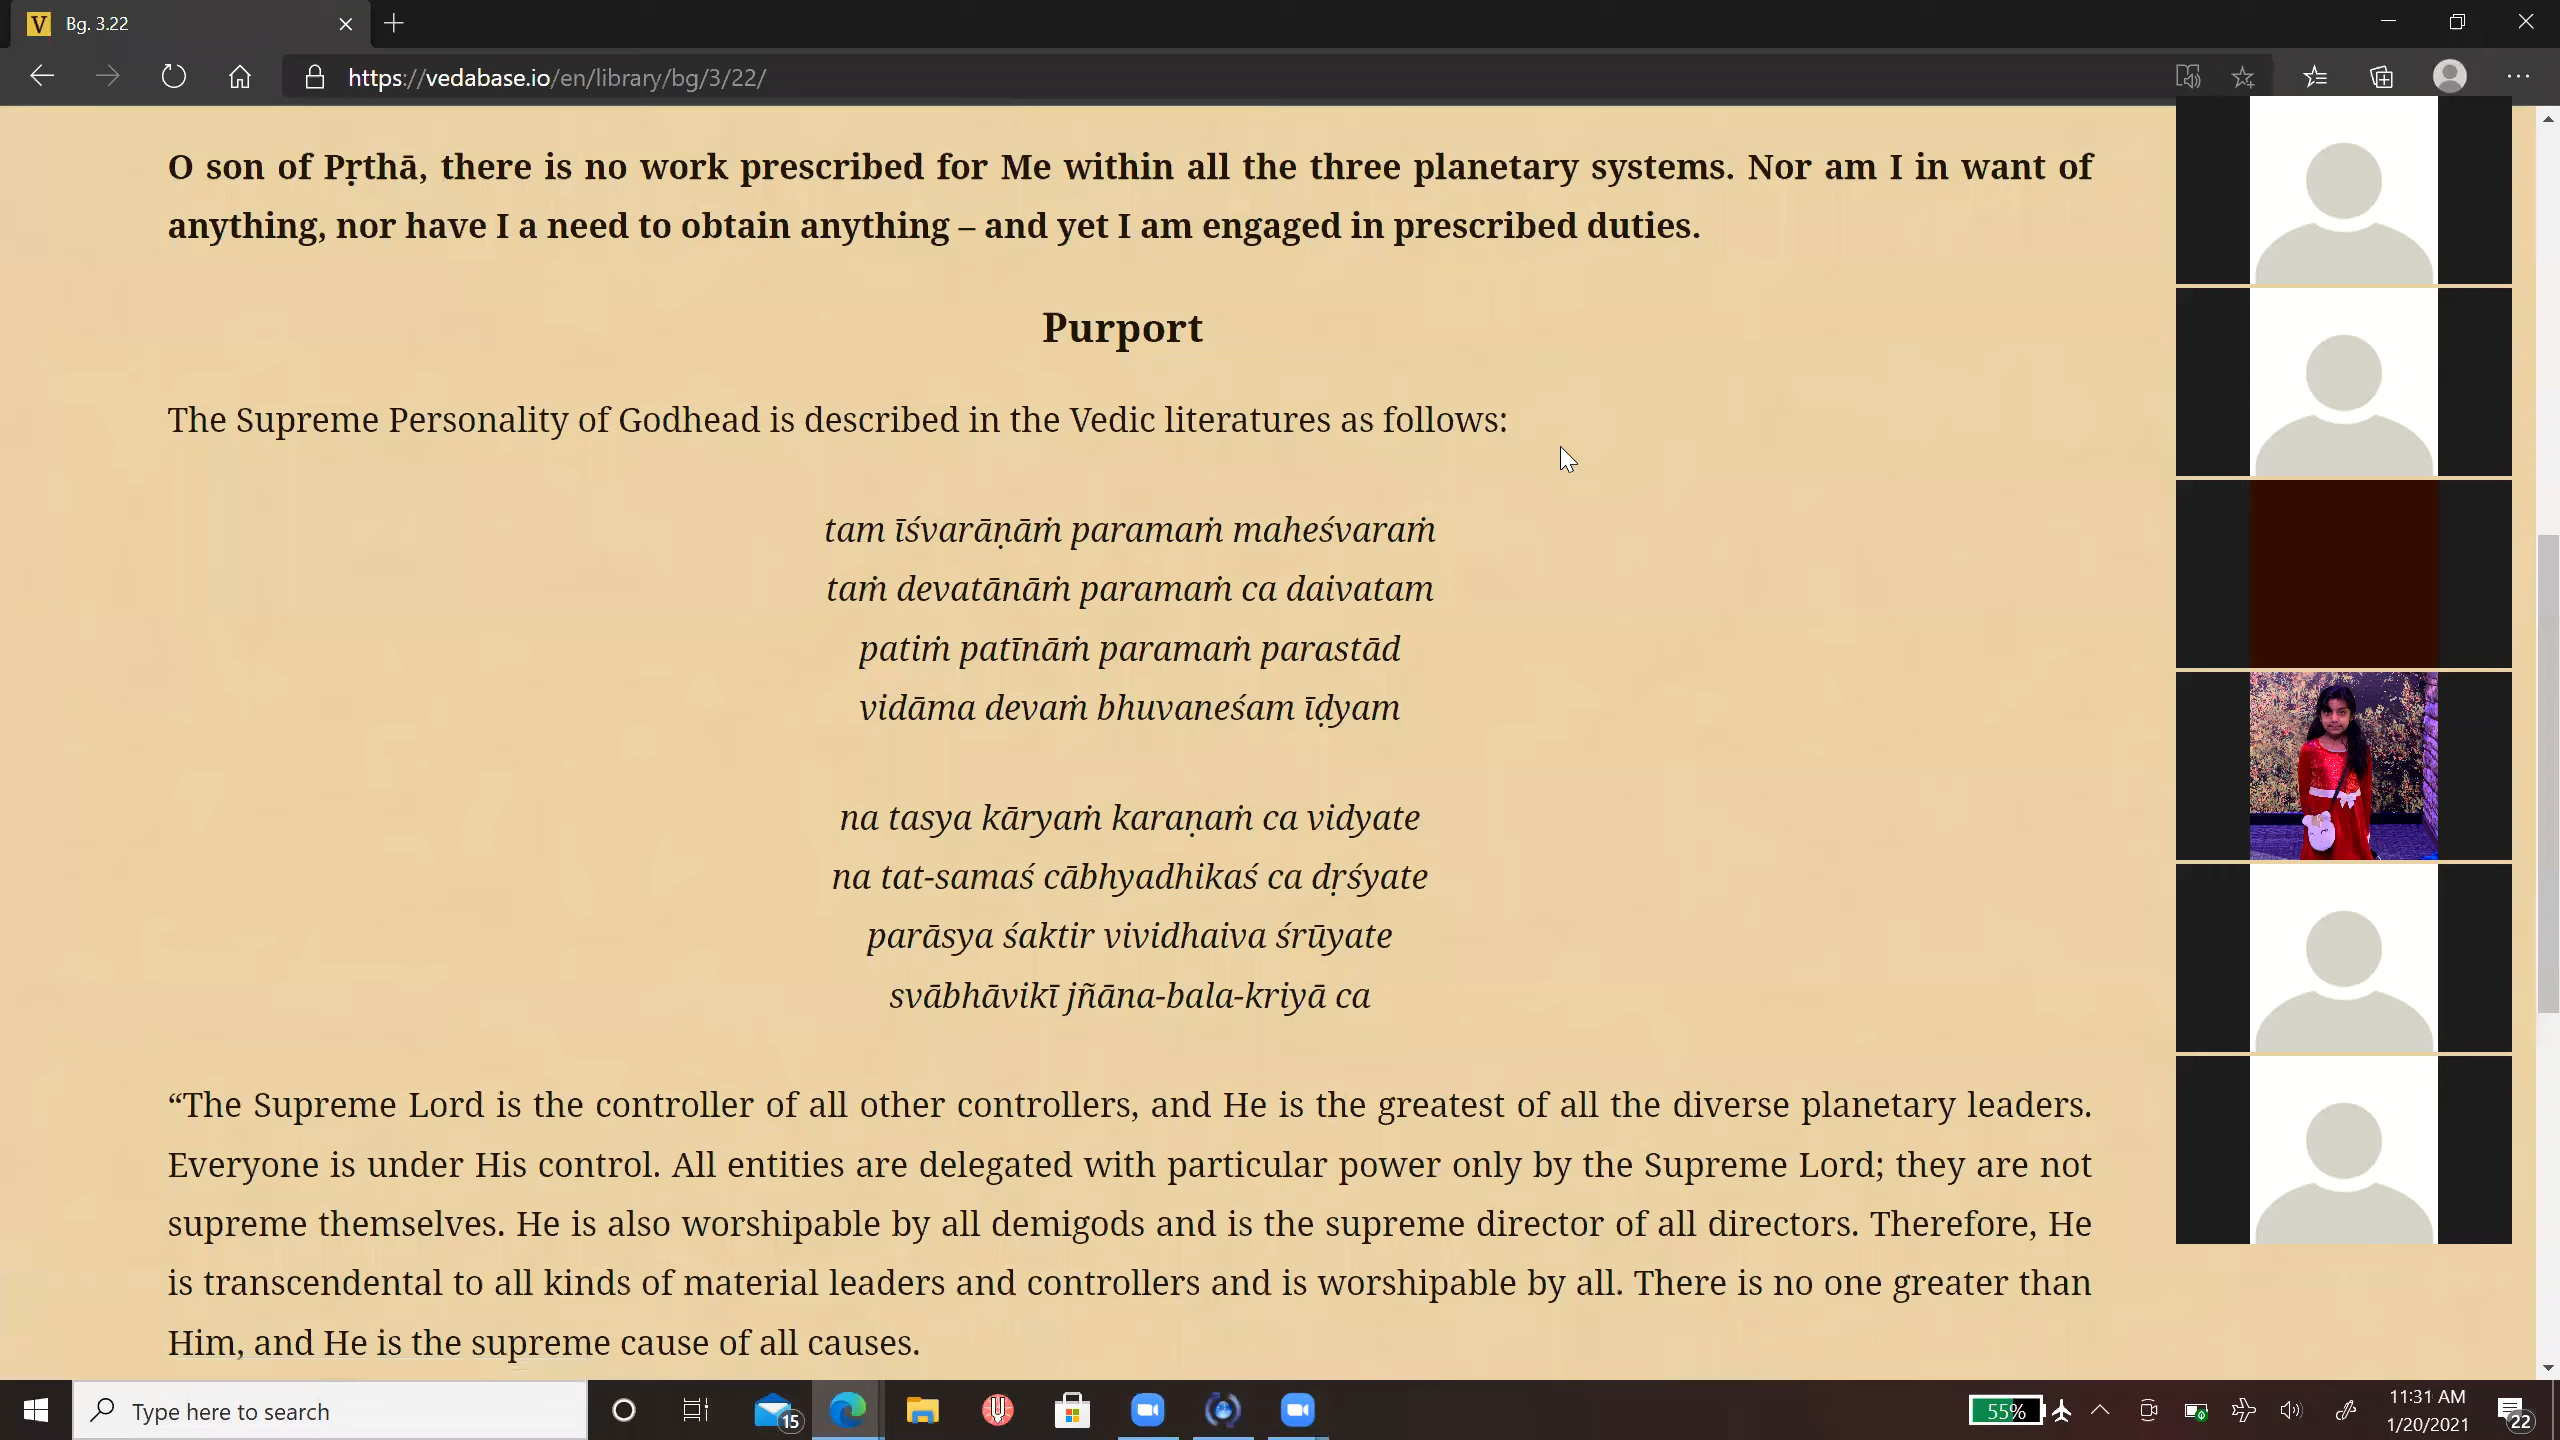 Bg. 3.22
https://vedabase.io/en/library/bg/3/22/
O son of Pṛthā, there is no work prescribed for Me within all the three planetary systems. Nor am I in want of
anything, nor have I a need to obtain anything – and yet I am engaged in prescribed duties.
Purport
The Supreme Personality of Godhead is described in the Vedic literatures as follows:
tam īśvarāṇāṁ paramaṁ maheśvaraṁ
taṁ devatānāṁ paramaṁ ca daivatam
patiṁ patīnāṁ paramaṁ parastād
vidāma devaṁ bhuvaneśam īḍyam
na tasya kāryaṁ karaṇaṁ ca vidyate
na tat-samaś cābhyadhikaś ca dṛśyate
parāsya śaktir vividhaiva śrūyate
svābhāvikī jñāna-bala-kriyā ca
“The Supreme Lord is the controller of all other controllers, and He is the greatest of all the diverse planetary leaders.
Everyone is under His control. All entities are delegated with particular power only by the Supreme Lord; they are not
supreme themselves. He is also worshipable by all demigods and is the supreme director of all directors. Therefore, He
is transcendental to all kinds of material leaders and controllers and is worshipable by all. There is no one greater than
Him, and He is the supreme cause of all causes.
Type here to search
15
55%
11:31 AM
1/20/2021
22